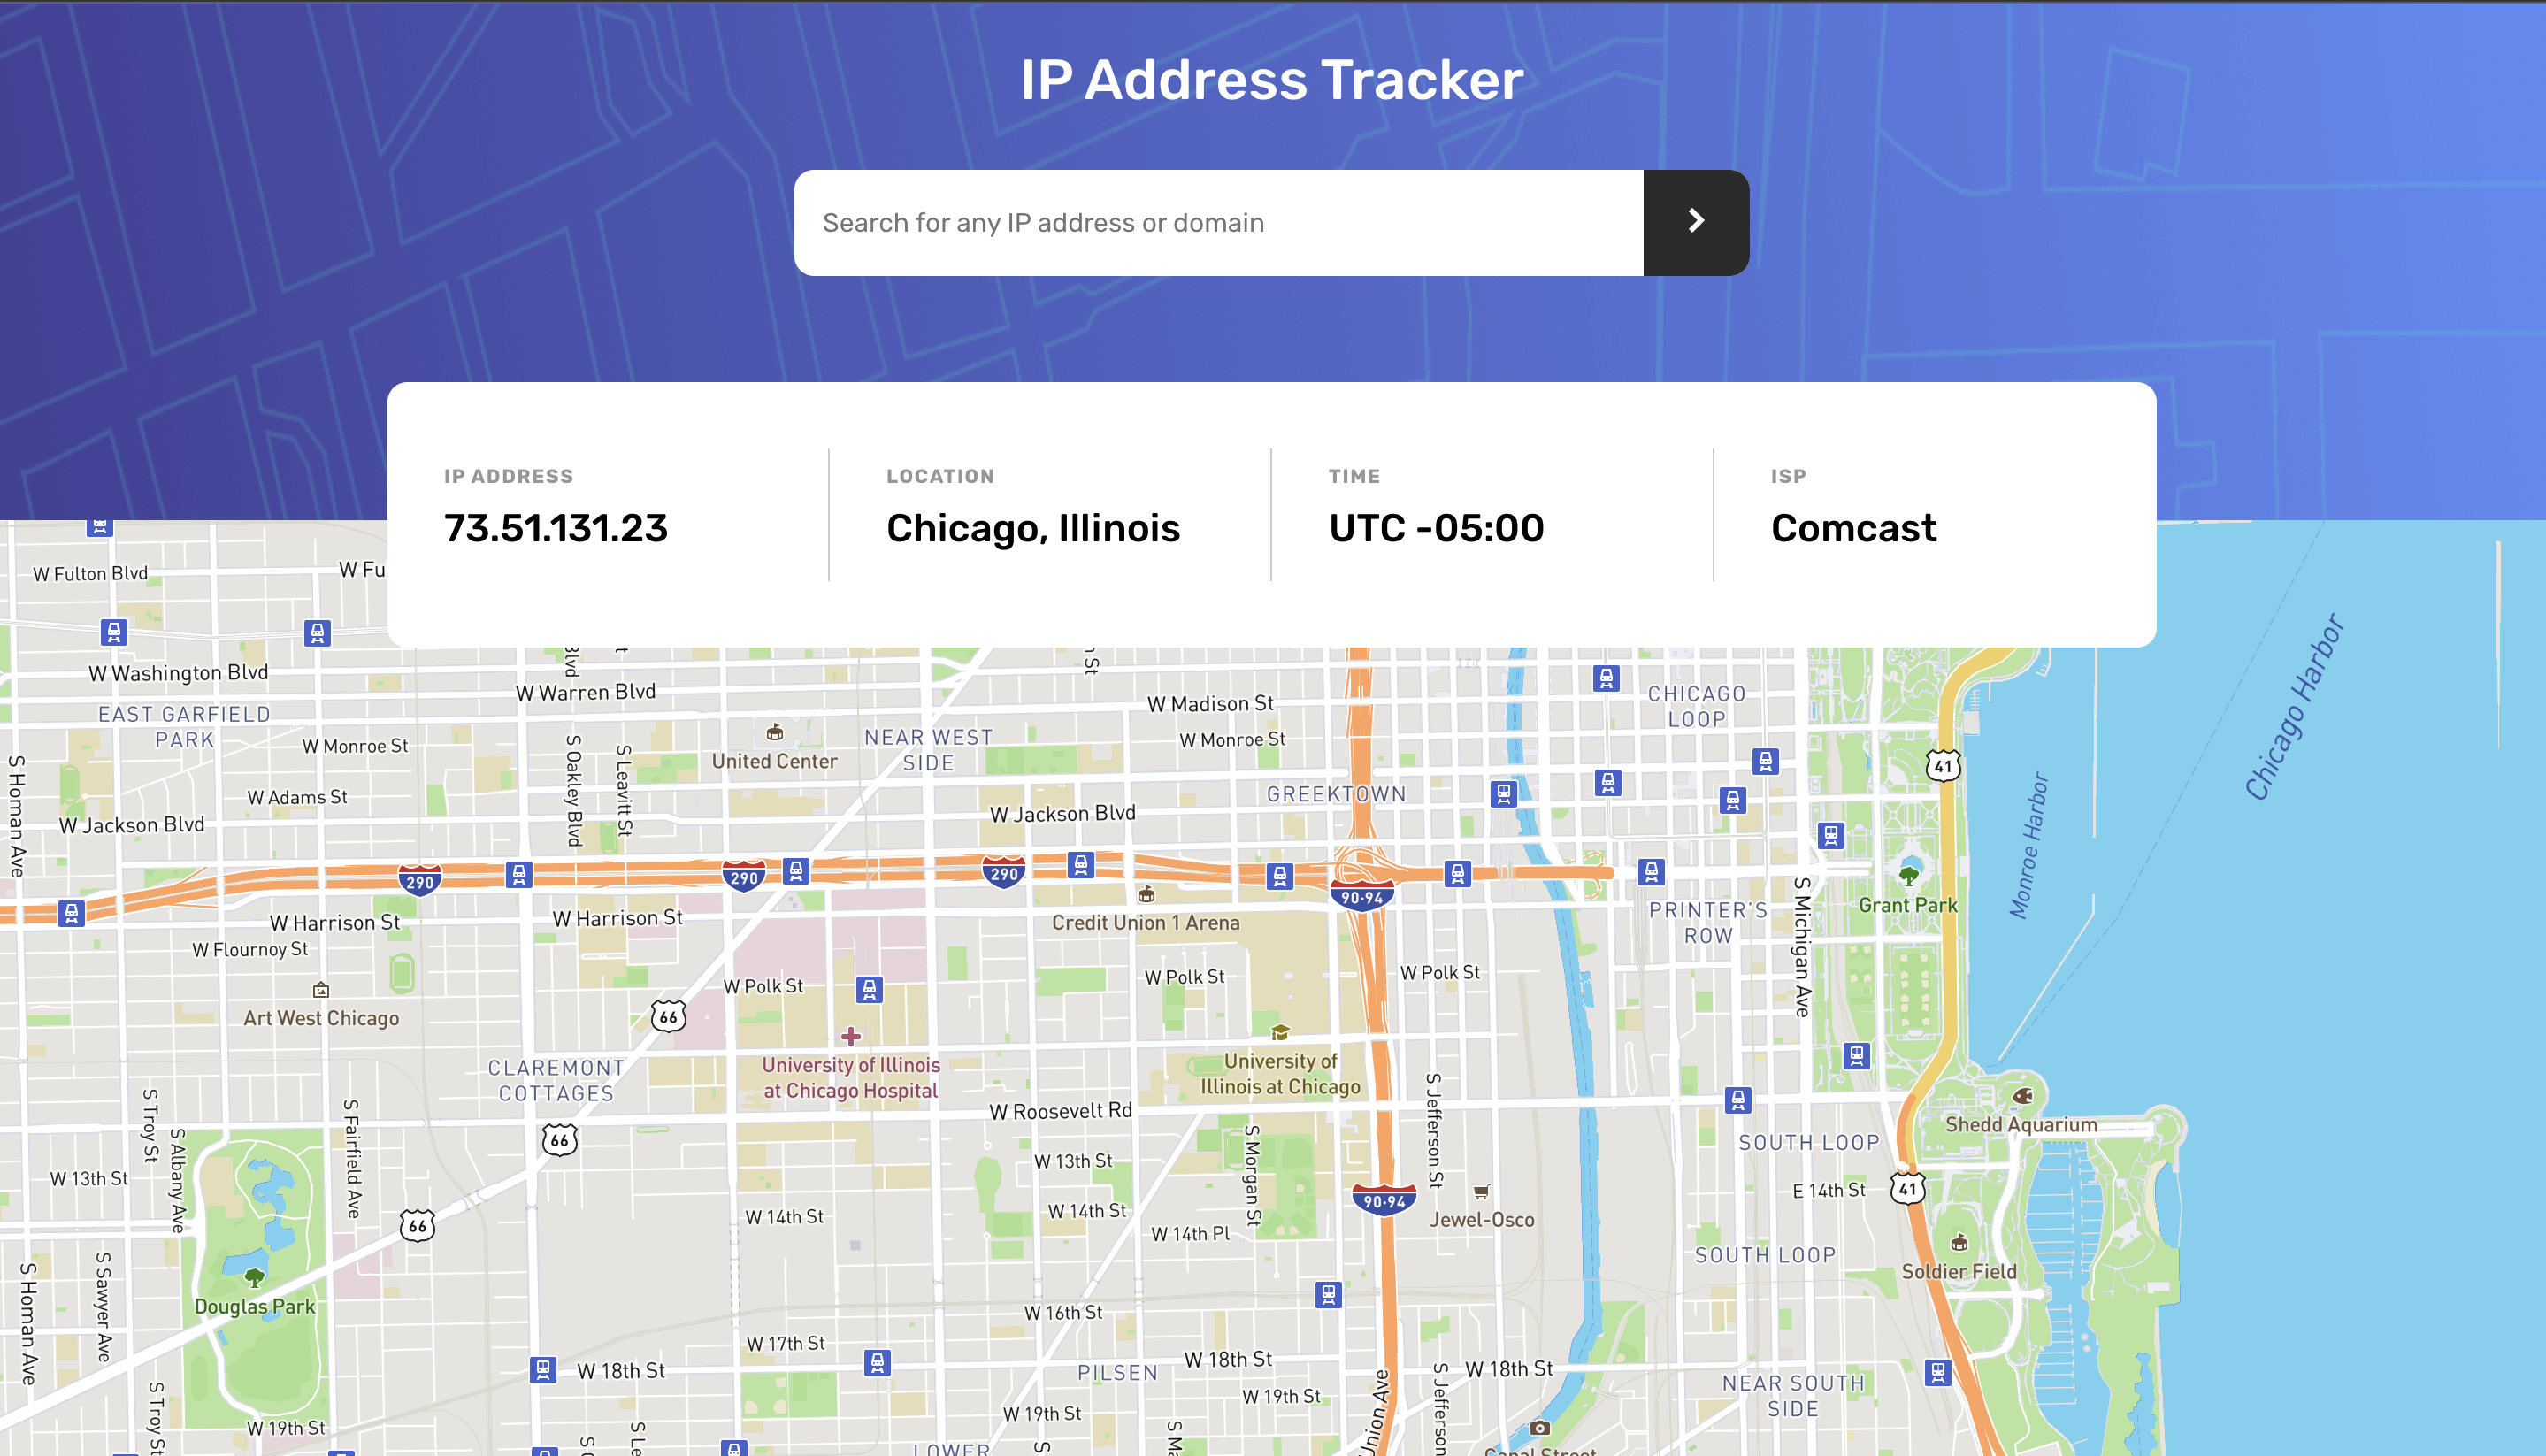 IP Address Tracker
Search for any IP address or domain
IP ADDRESS
73.51.131.23
LOCATION
Chicago, Illinois
TIME
UTC -05:00
ISP
Comcast
W Fulton Blvd
W Fu
W Washington Blvd
EAST GARFIELD
PARK
W Warren Blvd
Blvd
W Madison St
CHICAGO
LOOP
Chicago Harbor
W Monroe St
United Center
NEAR WEST
SIDE
W Monroe St
41
Monroe Harbor
S Homan Ave
S Oakley Blvd
S Leavitt St
W Adams St
GREEKTOWN
W Jackson Blvd
W Jackson Blvd
290
290
290
90-94
W Harrison St
W Harrison St
Credit Union 1 Arena
PRINTER'S
ROW
S Michigan Ave
Grant Park
W Flournoy St
W Polk St
W Polk St
W Polk St
Art West Chicago
66
University of Illinois
at Chicago Hospital
University of
Illinois at Chicago
CLAREMONT
COTTAGES
W Roosevelt Rd
S Jefferson St
Shedd Aquarium
S Troy St
S Albany Ave
S Fairfield Ave
66
SOUTH LOOP
W 13th St
W 13th St
S Morgan St
E 14th St
41
66
W 14th St
W 14th St
W 14th Pl
90-94
Jewel-Osco
SOUTH LOOP
Soldier Field
S Homan Ave
S Sawyer Ave
Douglas Park
W 16th St
W 17th St
W 18th St
PILSEN
W 18th St
W 18th St
NEAR SOUTH
SIDE
W 19th St
W 19th St
W 19th St
S Troy St
Union Ave
S Jefferson
LOWER
Canal Street